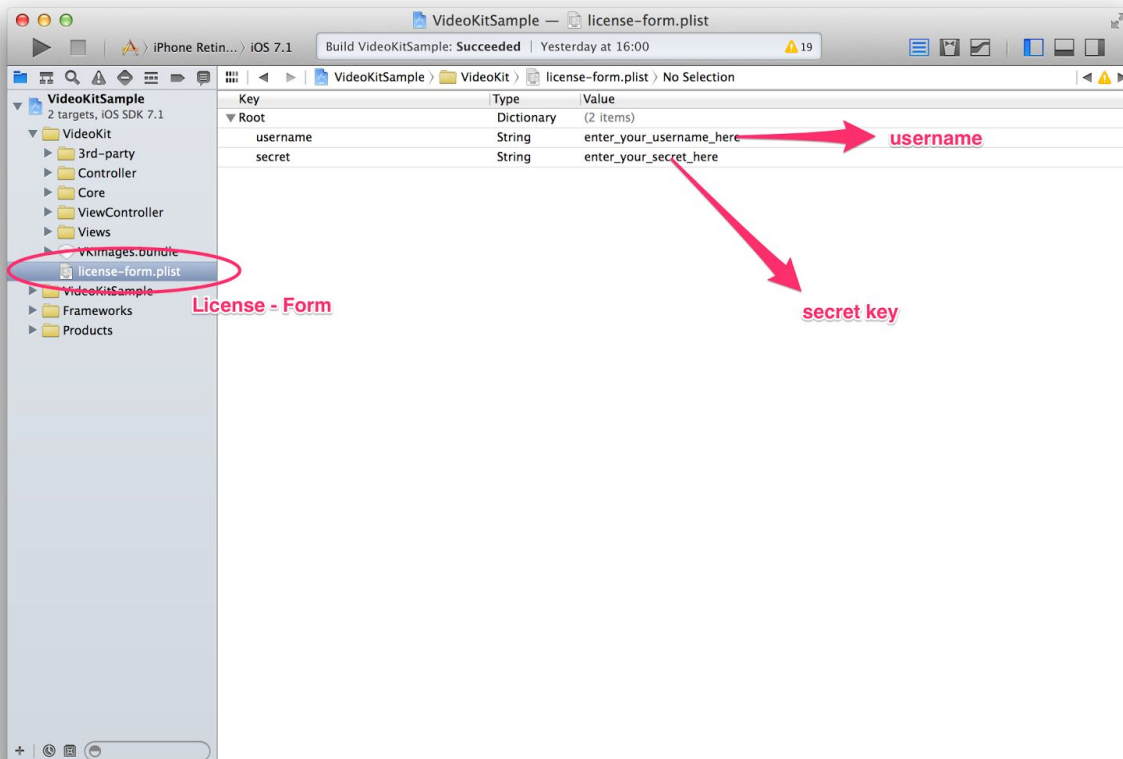 VideoKitSample — license-form.plist
iPhone Retin... › iOS 7.1
Build VideoKitSample: Succeeded | Yesterday at 16:00
19
VideoKitSample › VideoKit › license-form.plist › No Selection
VideoKitSample
2 targets, iOS SDK 7.1
VideoKit
3rd-party
Controller
Core
ViewController
Views
VKImages.bundle
license-form.plist
VideoKitSample
Frameworks
Products
License - Form
Key Type Value
Root Dictionary (2 items)
username String enter_your_username_here
secret String enter_your_secret_here
username
secret key